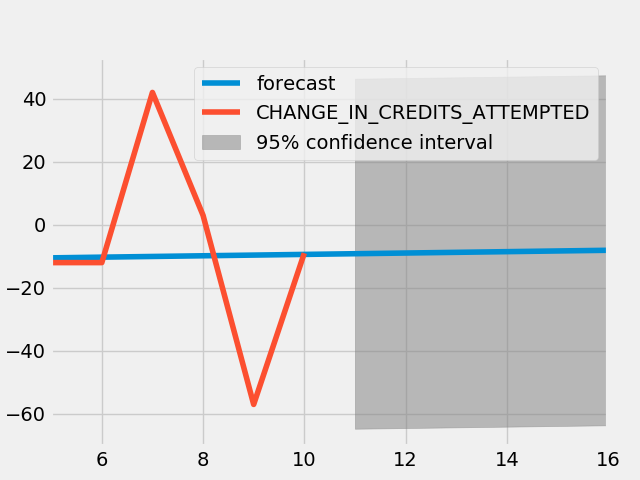 forecast
CHANGE_IN_CREDITS_ATTEMPTED
95% confidence interval
40
20
0
−20
−40
−60
6 8 10 12 14 16